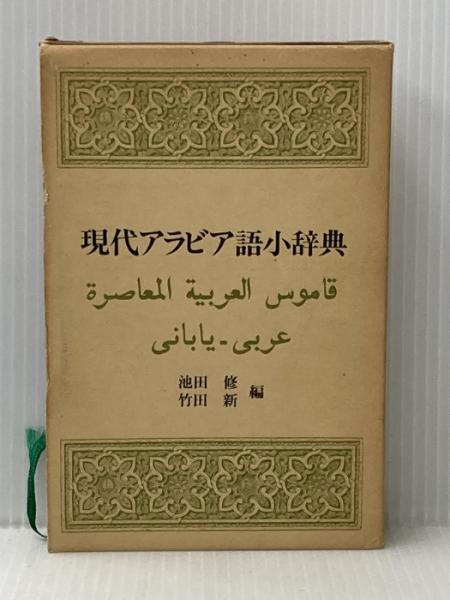 現代アラビア語小辞典
قاموس العربية المعاصرة
عربى - يابانى
池田 修
竹田 新 編